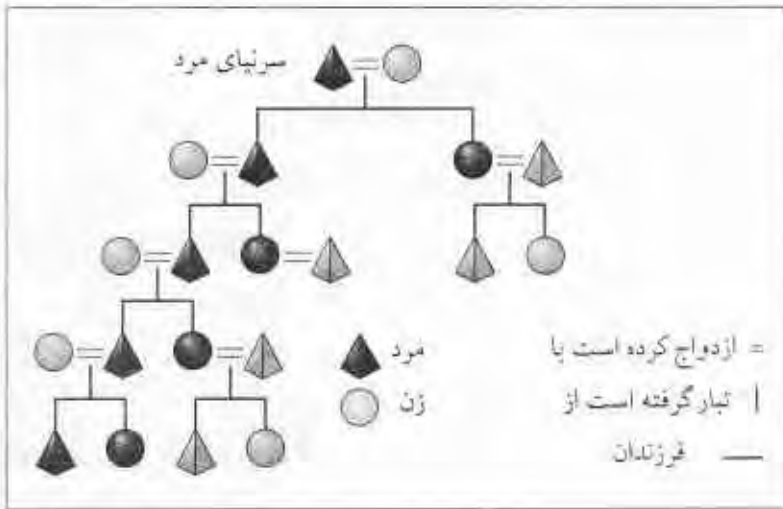 سرنیای مرد
= ازدواج کرده است با
مرد
| تبار گرفته است از
زن
— فرزندان